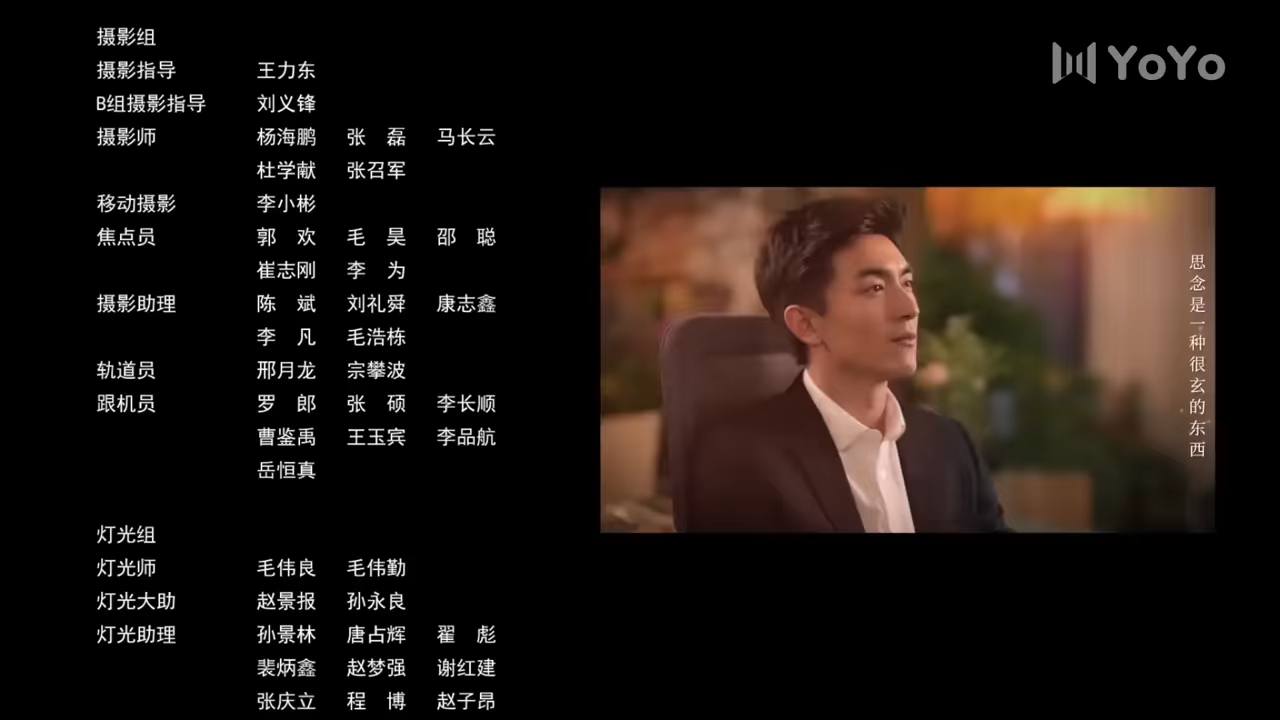 摄影组
摄影指导 王力东
B组摄影指导 刘义锋
摄影师 杨海鹏 张 磊 马长云
杜学献 张召军
移动摄影 李小彬
焦点员 郭 欢 毛 昊 邵 聪
崔志刚 李 为
摄影助理 陈 斌 刘礼舜 康志鑫
李 凡 毛浩栋
轨道员 邢月龙 宗攀波
跟机员 罗 郎 张 硕 李长顺
曹鉴禹 王玉宾 李品航
岳恒真
灯光组
灯光师 毛伟良 毛伟勤
灯光大助 赵景报 孙永良
灯光助理 孙景林 唐占辉 翟 彪
裴炳鑫 赵梦强 谢红建
张庆立 程 博 赵子昂
YoYo
思念是一种很玄的东西